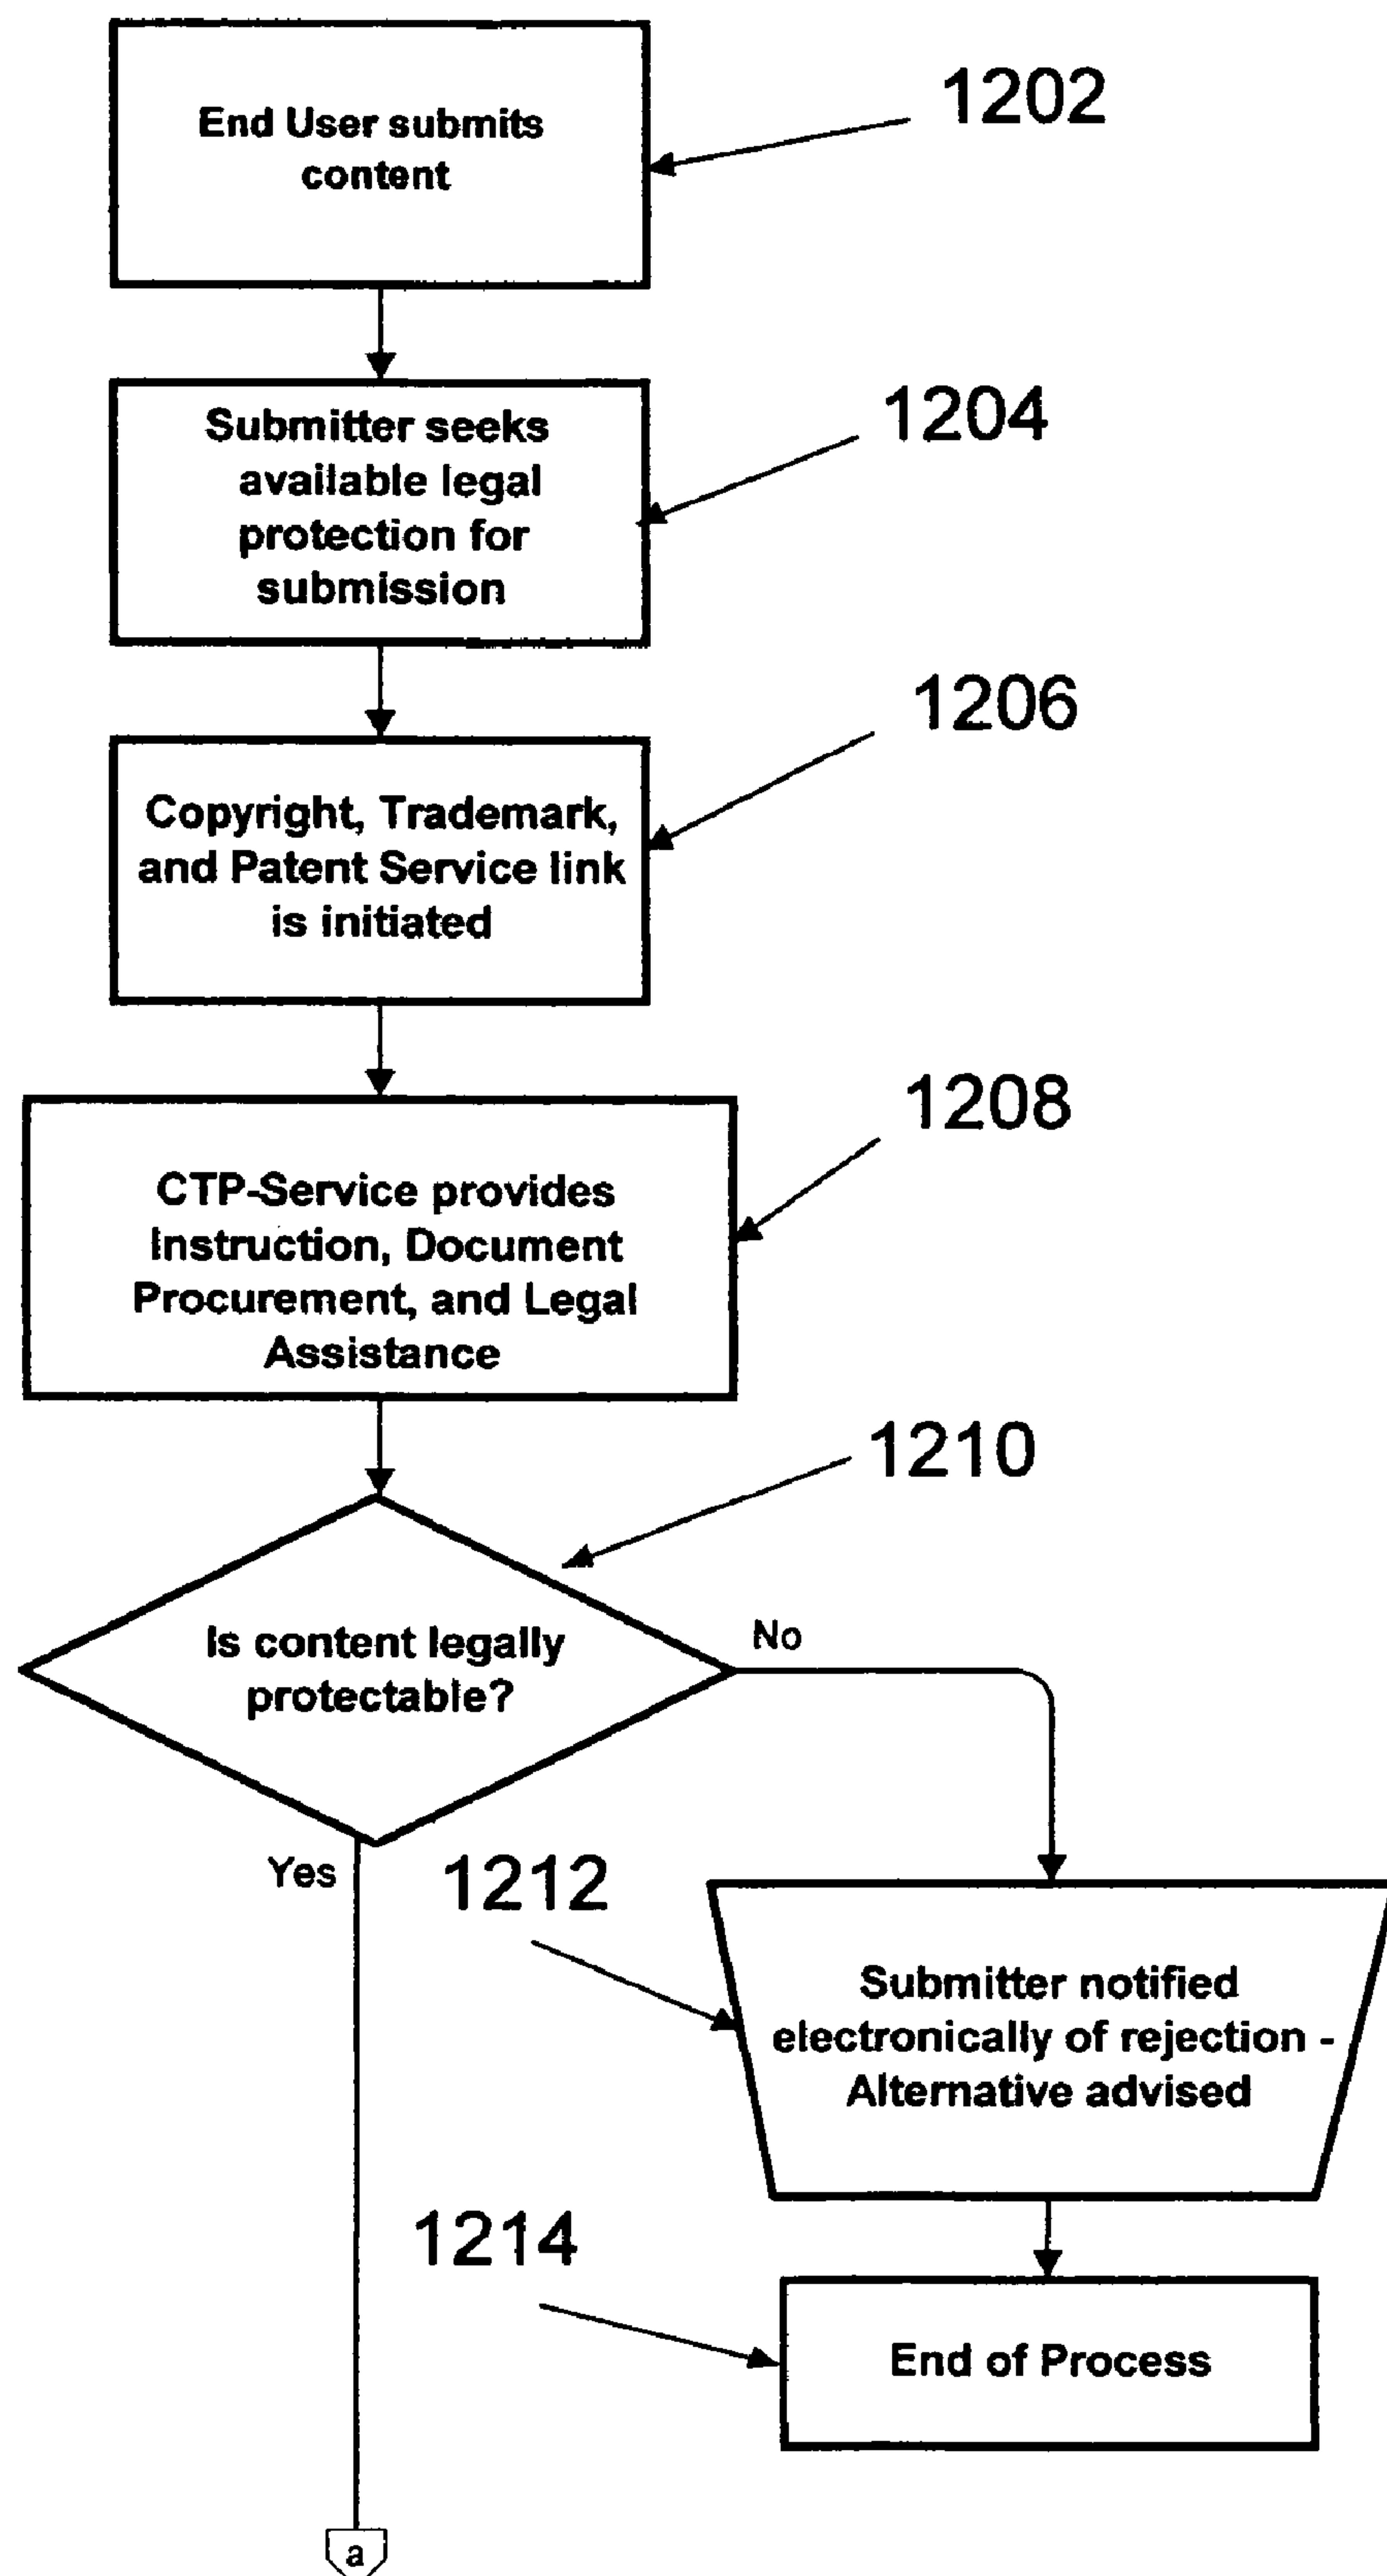 End User submits
content
1202
Submitter seeks
available legal
protection for
submission
1204
Copyright, Trademark,
and Patent Service link
is initiated
1206
CTP-Service provides
Instruction, Document
Procurement, and Legal
Assistance
1208
1210
Is content legally
protectable?
No
Yes
1212
Submitter notified
electronically of rejection -
Alternative advised
1214
End of Process
a